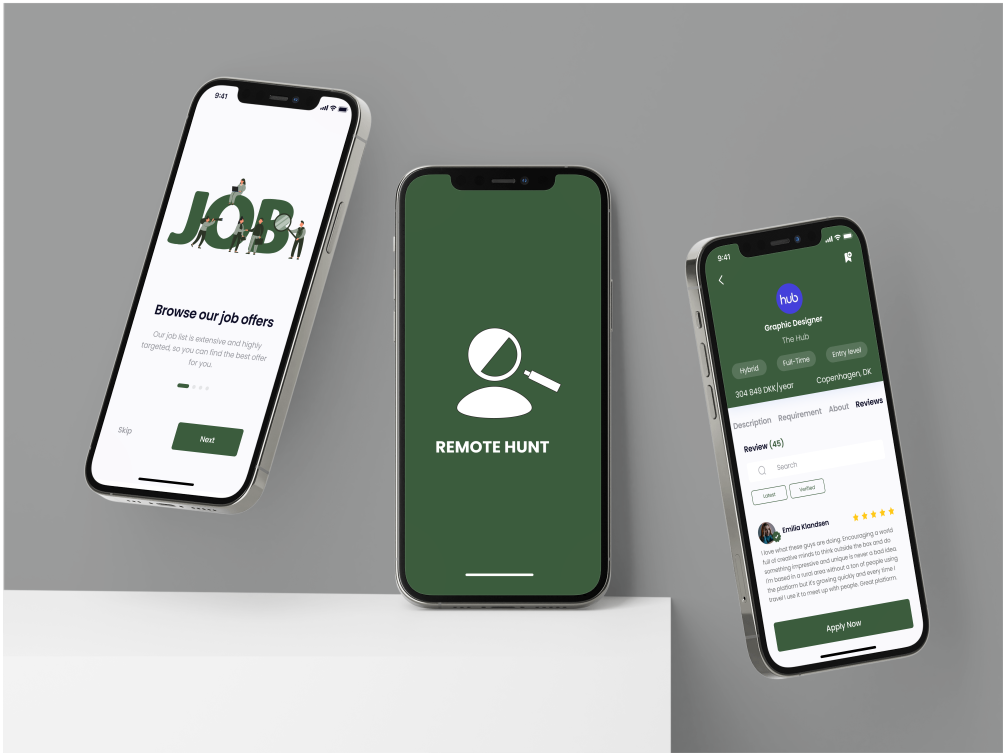 9:41
JOB
Browse our job offers
Our job list is extensive and highly
targeted, so you can find the best offer
for you.
Skip
Next
REMOTE HUNT
9:41
hub
Graphic Designer
The Hub
Hybrid
Full-Time
Entry level
304 849 DKK/year
Copenhagen, DK
Description
Requirement
About
Reviews
Review (45)
Search
Latest
Verified
Emilia Klandsen
I love what these guys are doing. Encouraging a world
full of creative minds to think outside the box and do
something impressive and unique is never a bad idea.
I'm based in a rural area without a ton of people using
the platform but it's growing quickly and every time I
travel I use it to meet up with people. Great platform.
Apply Now